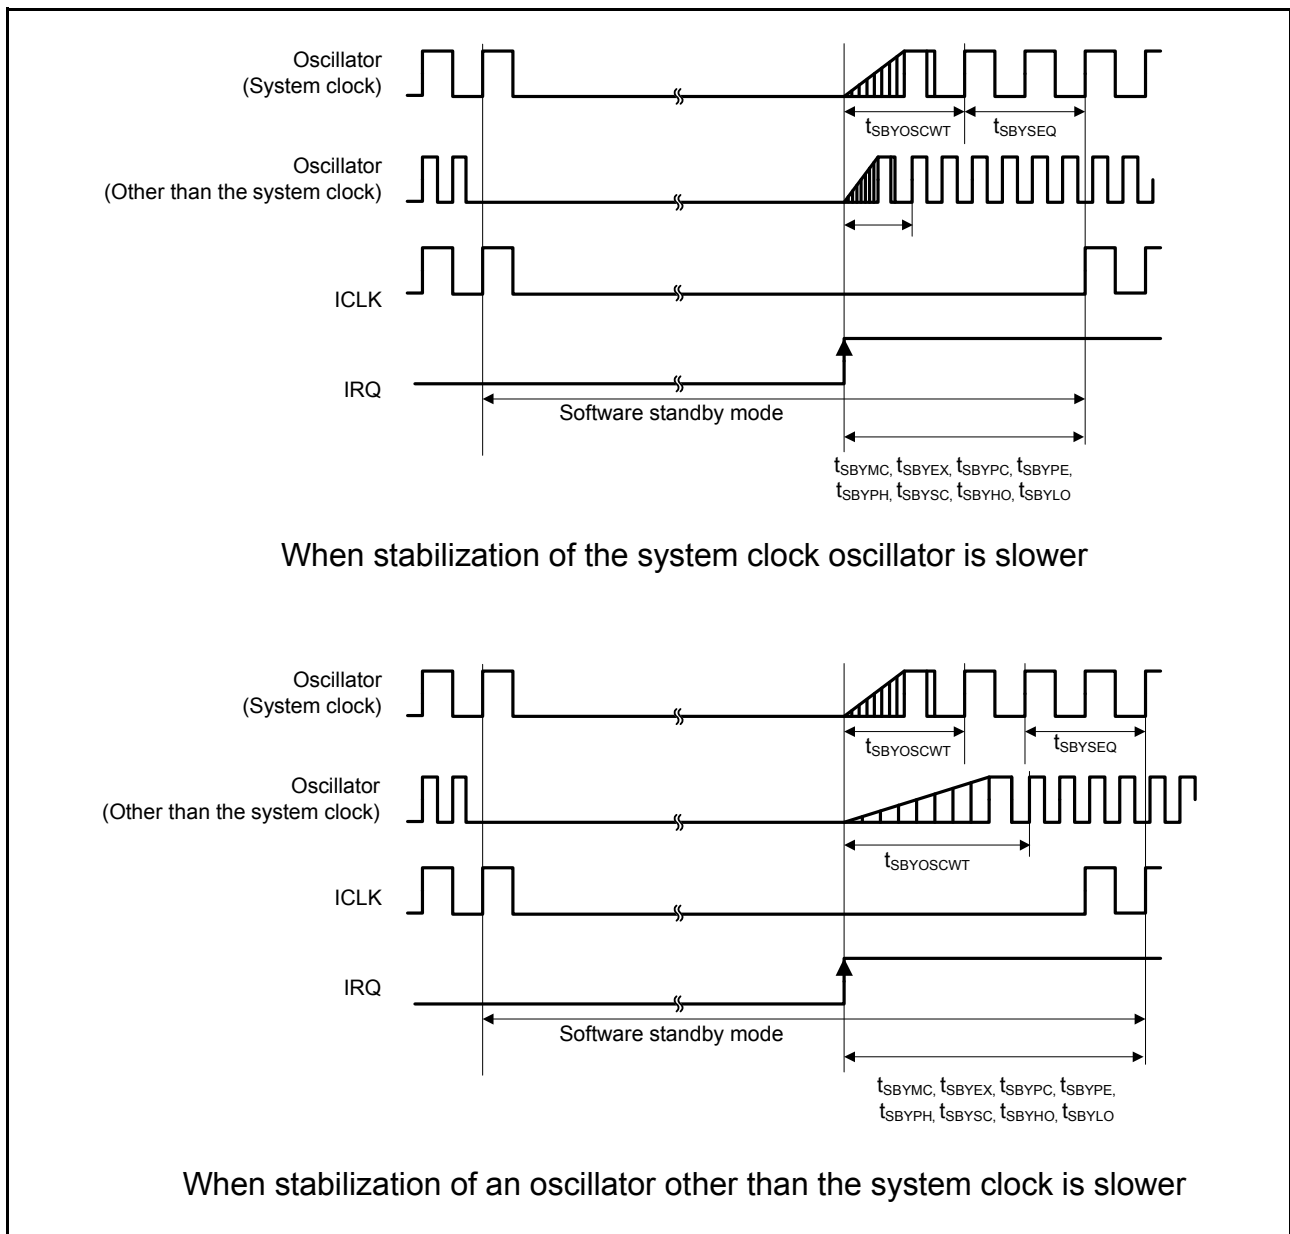 Oscillator
(System clock)
tSBYOSCWT
tSBYSEQ
Oscillator
(Other than the system clock)
ICLK
IRQ
Software standby mode
tSBYMC, tSBYEX, tSBYPC, tSBYPE,
tSBYPH, tSBYSC, tSBYHO, tSBYLO
When stabilization of the system clock oscillator is slower
Oscillator
(System clock)
tSBYOSCWT
tSBYSEQ
Oscillator
(Other than the system clock)
tSBYOSCWT
ICLK
IRQ
Software standby mode
tSBYMC, tSBYEX, tSBYPC, tSBYPE,
tSBYPH, tSBYSC, tSBYHO, tSBYLO
When stabilization of an oscillator other than the system clock is slower